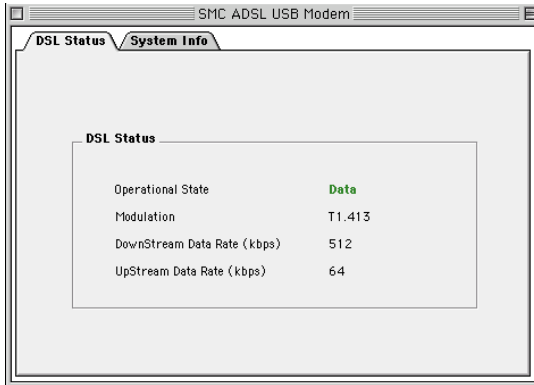 SMC ADSL USB Modem
DSL Status System Info
DSL Status
Operational State Data
Modulation T1.413
DownStream Data Rate (kbps) 512
UpStream Data Rate (kbps) 64